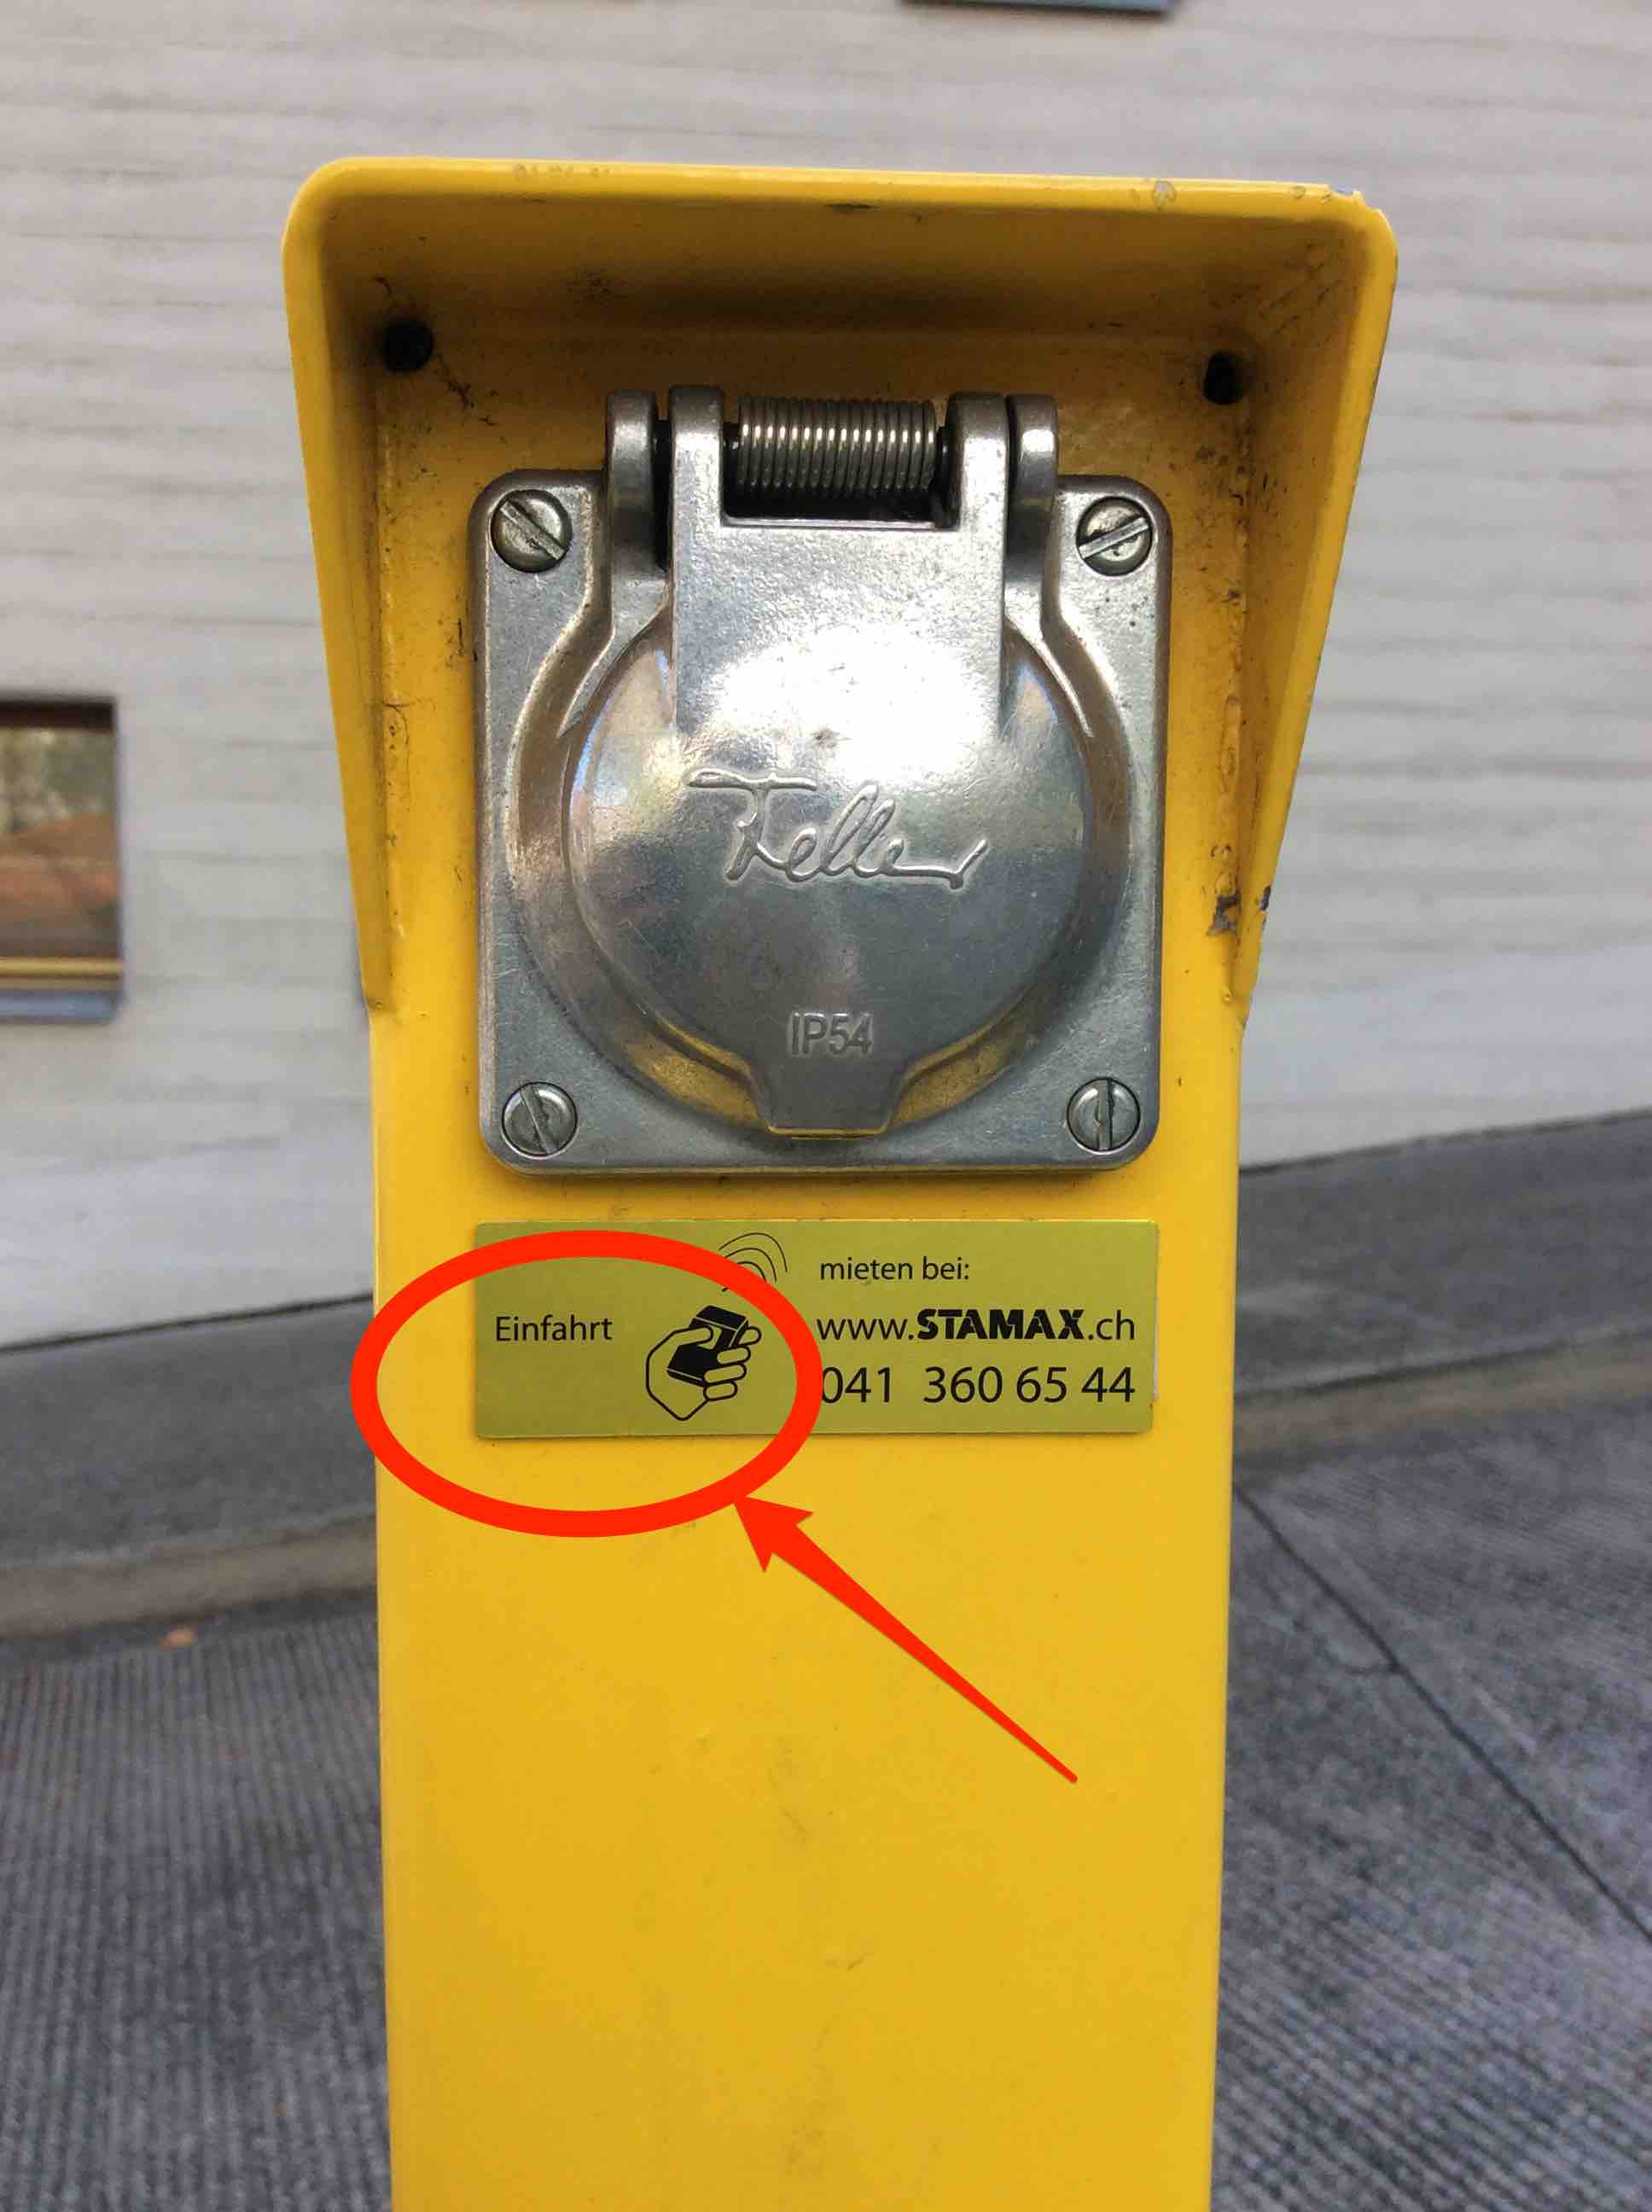 Feller
IP54
Einfahrt
mieten bei:
www.STAMAX.ch
041 360 65 44